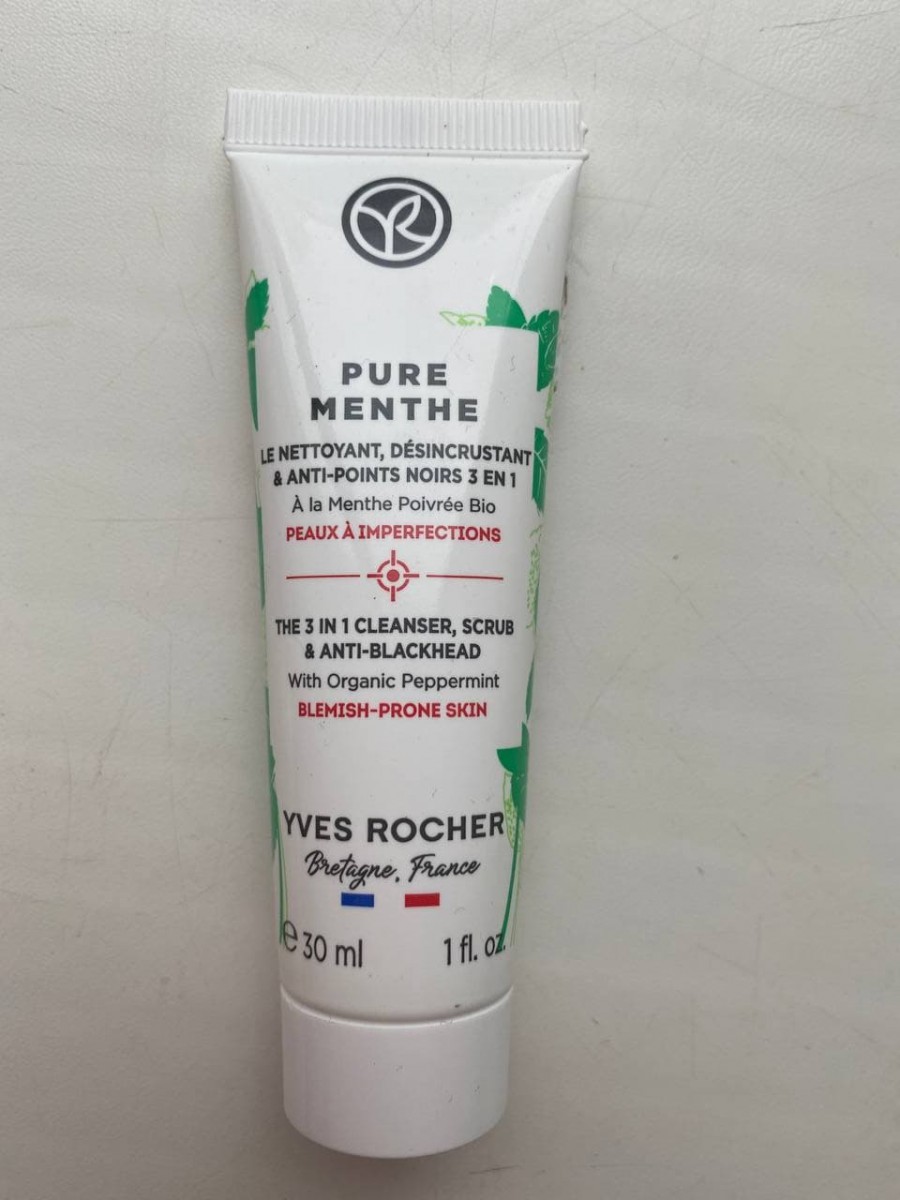 YR
PURE
MENTHE
LE NETTOYANT, DÉSINCRUSTANT
& ANTI-POINTS NOIRS 3 EN 1
À la Menthe Poivrée Bio
PEAUX À IMPERFECTIONS
THE 3 IN 1 CLEANSER, SCRUB
& ANTI-BLACKHEAD
With Organic Peppermint
BLEMISH-PRONE SKIN
YVES ROCHER
Bretagne, France
℮ 30 ml 1 fl. oz.